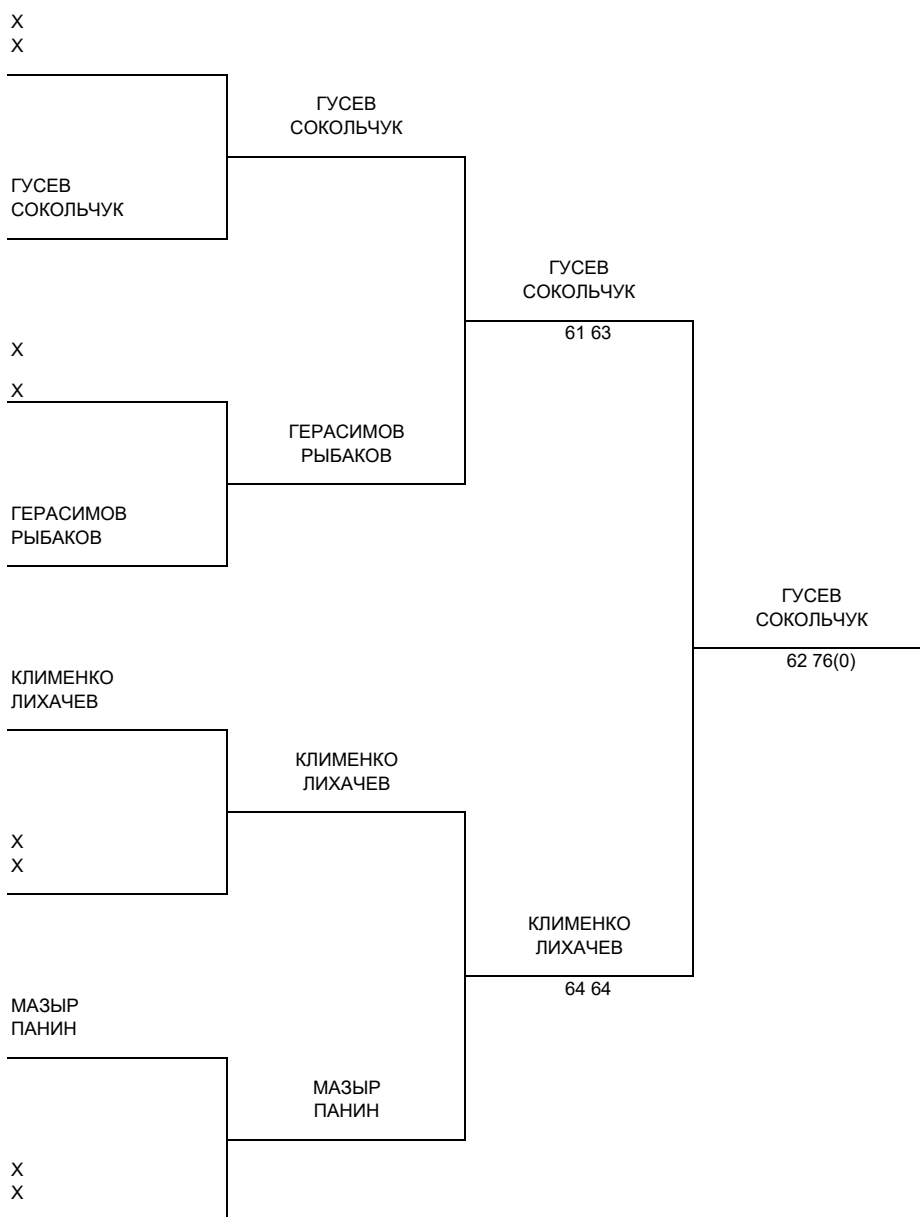 X
X
ГУСЕВ
СОКОЛЬЧУК
ГУСЕВ
СОКОЛЬЧУК
ГУСЕВ
СОКОЛЬЧУК
61 63
X
X
ГЕРАСИМОВ
РЫБАКОВ
ГЕРАСИМОВ
РЫБАКОВ
ГУСЕВ
СОКОЛЬЧУК
62 76(0)
КЛИМЕНКО
ЛИХАЧЕВ
КЛИМЕНКО
ЛИХАЧЕВ
X
X
КЛИМЕНКО
ЛИХАЧЕВ
64 64
МАЗЫР
ПАНИН
МАЗЫР
ПАНИН
X
X